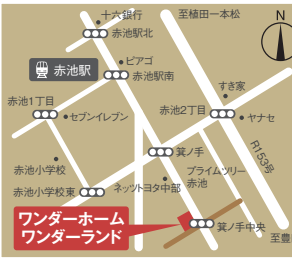 十六銀行
至植田一本松
N
赤池駅北
ピアゴ
赤池駅
赤池駅南
すき家
赤池1丁目
セブンイレブン
赤池2丁目
ヤナセ
R153号
箕ノ手
赤池小学校
プライムツリー
赤池
赤池小学校東
ネッツトヨタ中部
ワンダーホーム
ワンダーランド
箕ノ手中央
至豊